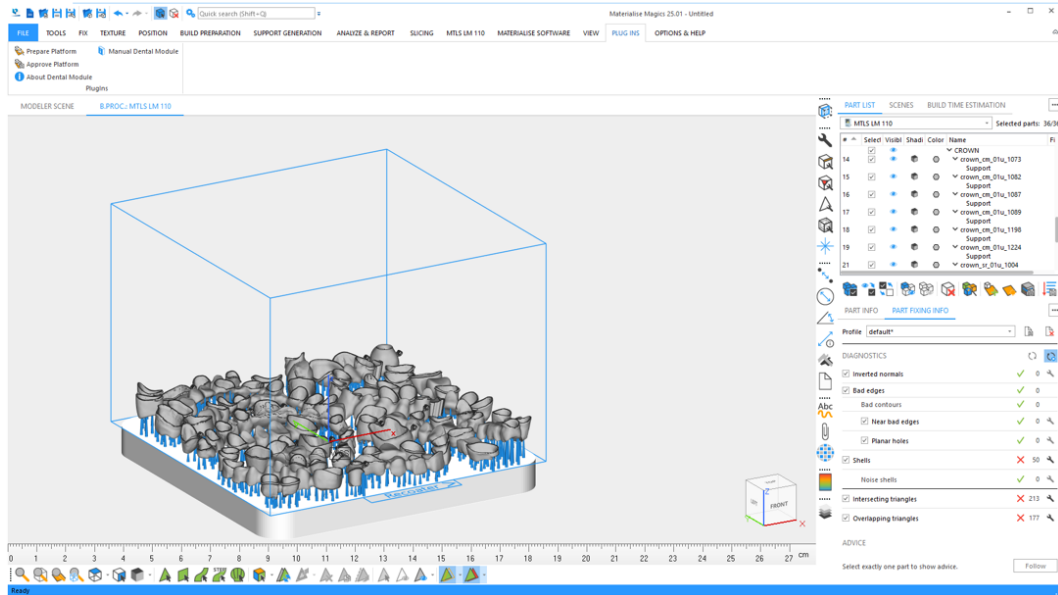 Quick search (Shift+Q)
Materialise Magics 25.01 - Untitled
FILE TOOLS FIX TEXTURE POSITION BUILD PREPARATION SUPPORT GENERATION ANALYZE & REPORT SLICING MTLS LM 110 MATERIALISE SOFTWARE VIEW PLUG INS OPTIONS & HELP
Prepare Platform Manual Dental Module
Approve Platform
About Dental Module
Plugins
MODELER SCENE B.PROC.: MTLS LM 110
PART LIST SCENES BUILD TIME ESTIMATION
MTLS LM 110 Selected parts: 36/36
# Select Visibl Shadi Color Name Fi
CROWN
14 crown_cm_01u_1073
Support
15 crown_cm_01u_1082
Support
16 crown_cm_01u_1087
Support
17 crown_cm_01u_1089
Support
18 crown_cm_01u_1198
Support
19 crown_cm_01u_1224
Support
21 crown_sr_01u_1004
PART INFO PART FIXING INFO
Profile default*
DIAGNOSTICS
Inverted normals 0
Bad edges 0
Bad contours 0
Near bad edges 0
Planar holes 0
Shells 50
Noise shells 0
Intersecting triangles 213
Overlapping triangles 177
ADVICE
Select exactly one part to show advice. Follow
Abc
Recoater
x
Z
FRONT
X
0 1 2 3 4 5 6 7 8 9 10 11 12 13 14 15 16 17 18 19 20 21 22 23 24 25 26 27 cm
STEP
Ready